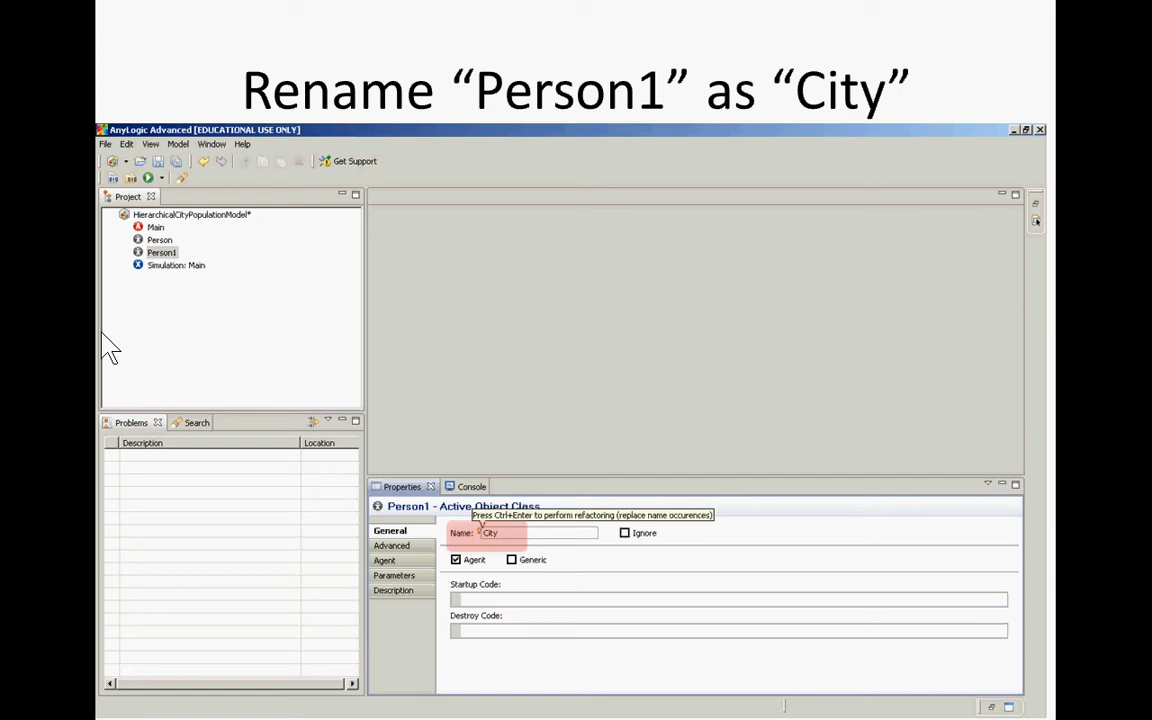 Rename “Person1” as “City”
AnyLogic Advanced [EDUCATIONAL USE ONLY]
File Edit View Model Window Help
Get Support
Project
HierarchicalCityPopulationModel*
Main
Person
Person1
Simulation: Main
Problems Search
Description Location
Properties Console
Person1 - Active Object Class
Press Ctrl+Enter to perform refactoring (replace name occurences)
General
Name: City Ignore
Advanced
Agent Generic
Agent
Parameters
Startup Code:
Description
Destroy Code: